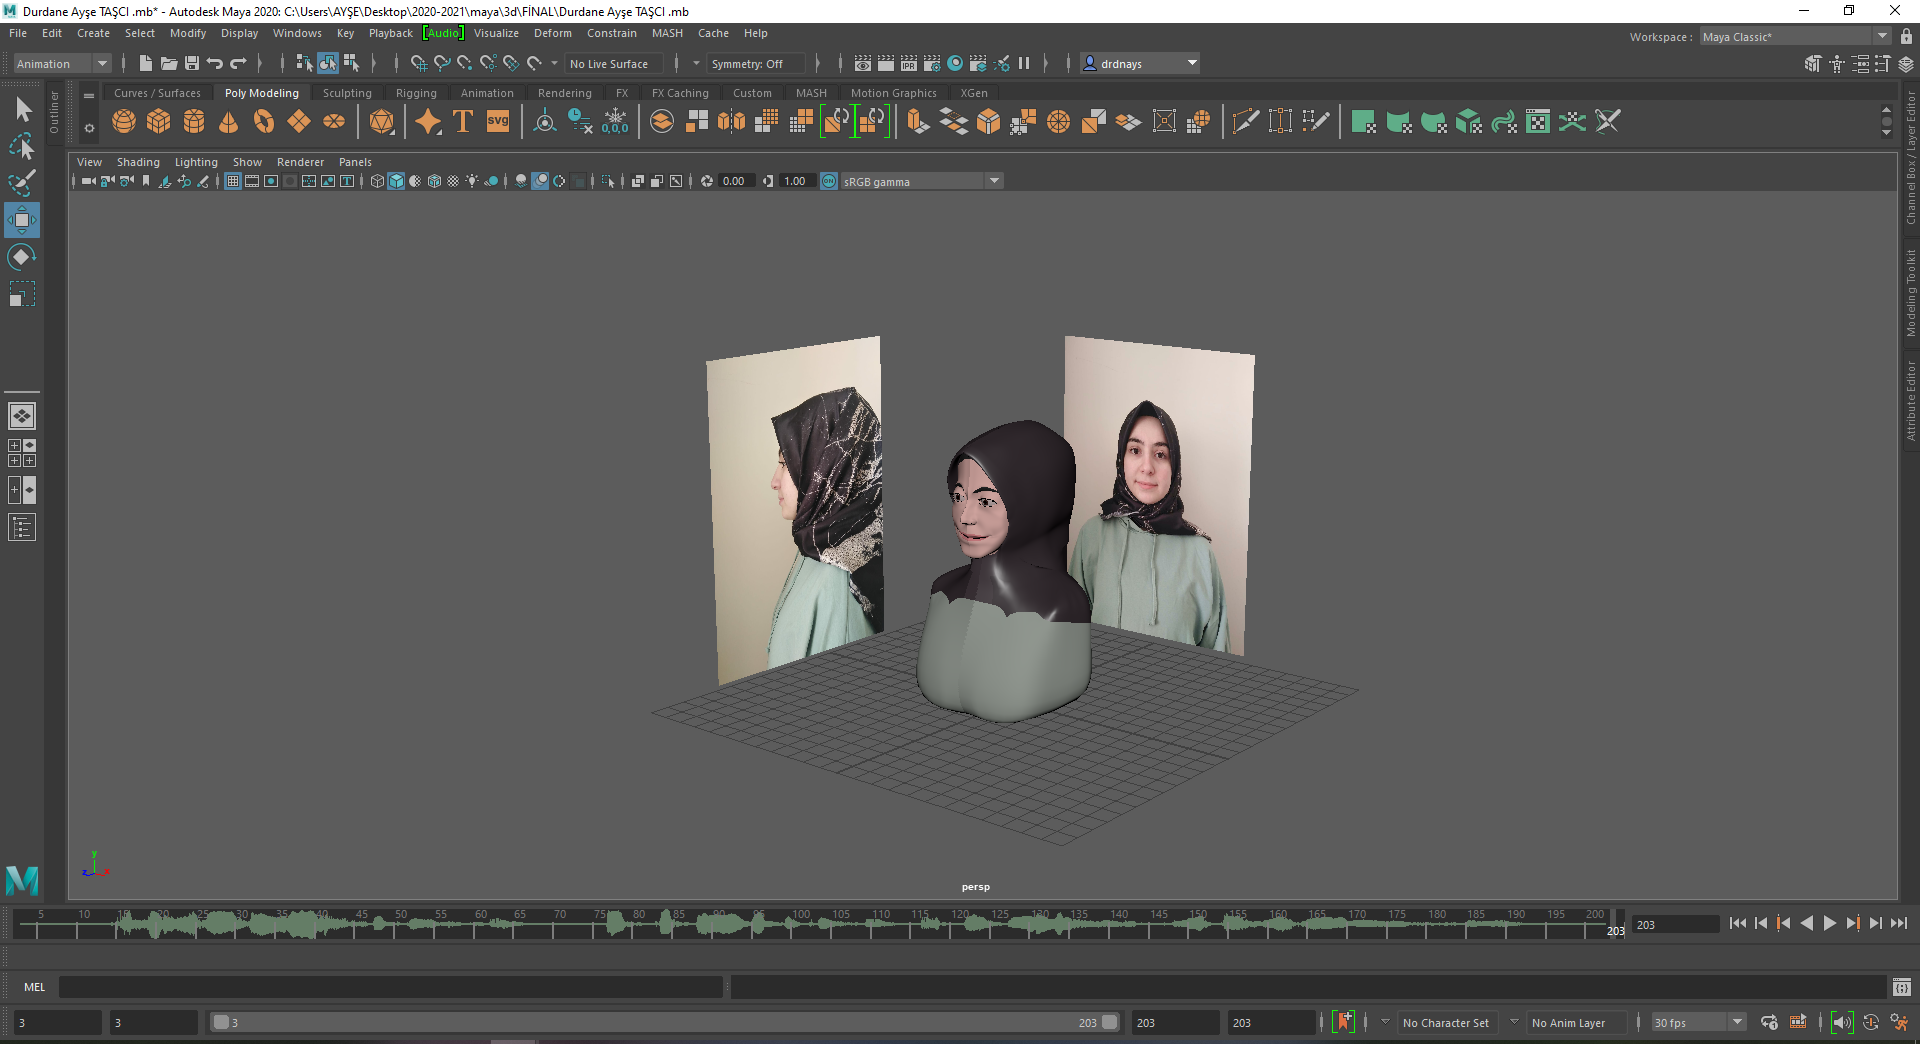 Durdane Ayşe TAŞCI .mb* - Autodesk Maya 2020: C:\Users\AYŞE\Desktop\2020-2021\maya\3d\FİNAL\Durdane Ayşe TAŞCI .mb
File Edit Create Select Modify Display Windows Key Playback [Audio] Visualize Deform Constrain MASH Cache Help
Workspace : Maya Classic*
Animation No Live Surface Symmetry: Off IPR drdnays
Curves / Surfaces Poly Modeling Sculpting Rigging Animation Rendering FX FX Caching Custom MASH Motion Graphics XGen
T SVG 0,0,0
Outliner
View Shading Lighting Show Renderer Panels
0.00 1.00 ON sRGB gamma
Channel Box / Layer Editor
Modeling Toolkit
Attribute Editor
y
z x
persp
5 10 15 20 25 30 35 40 45 50 55 60 65 70 75 80 85 90 95 100 105 110 115 120 125 130 135 140 145 150 155 160 165 170 175 180 185 190 195 200
203
203
MEL
3 3 3 203 203 203 No Character Set No Anim Layer 30 fps